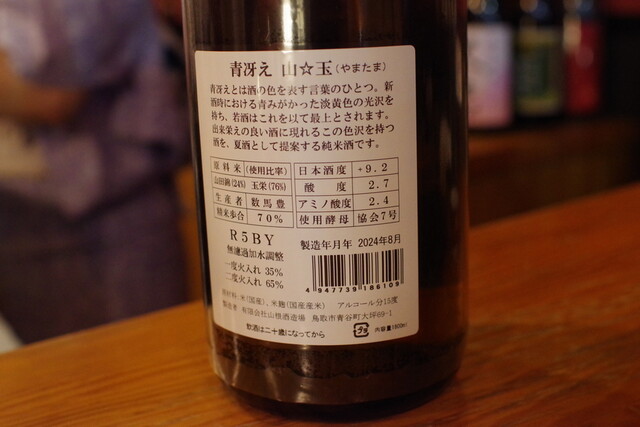 青冴え 山☆玉(やまたま)
青冴えとは酒の色を表す言葉のひとつ。新
酒時における青みがかった淡黄色の光沢を
持ち、若酒はこれを以て最上とされます。
出来栄えの良い酒に現れるこの色沢を持つ
酒を、夏酒として提案する純米酒です。
原料米(使用比率) 日本酒度 +9.2
山田錦(24%) 玉栄(76%) 酸度 2.7
生産者 数馬豊 アミノ酸度 2.4
精米歩合 70% 使用酵母 協会7号
R5BY
無濾過加水調整
一度火入れ 35%
二度火入れ 65%
製造年月年 2024年8月
4947739186109
原材料:米(国産)、米麹(国産米) アルコール分15度
製造者 有限会社山根酒造場 鳥取市青谷町大坪69-1
飲酒は二十歳になってから
内容量1800ml